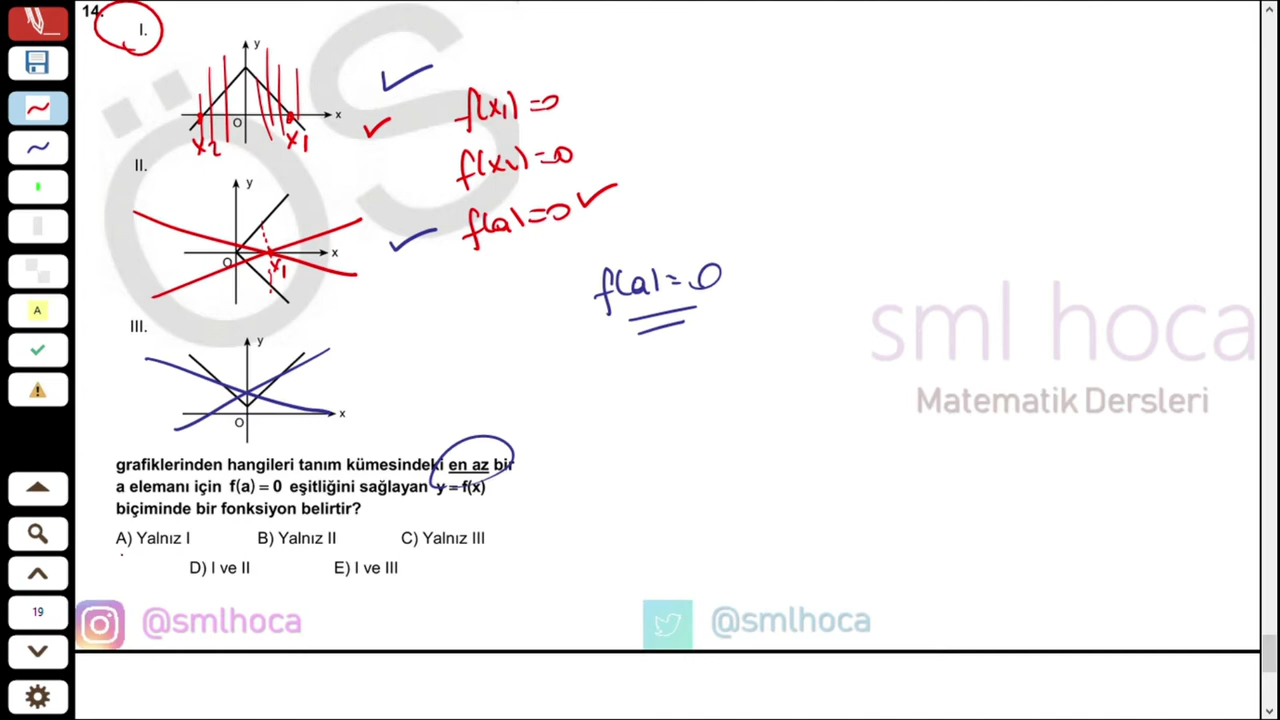 14.
I.
y
x
O
x2
x1
f(x1)=0
f(x2)=0
f(a)=0
II.
y
x
O
x1
f(a)=0
III.
y
x
O
ÖS
sml hoca
Matematik Dersleri
grafiklerinden hangileri tanım kümesindeki en az bir
a elemanı için f(a) = 0 eşitliğini sağlayan y = f(x)
biçiminde bir fonksiyon belirtir?
A) Yalnız I B) Yalnız II C) Yalnız III
D) I ve II E) I ve III
A
19
@smlhoca @smlhoca